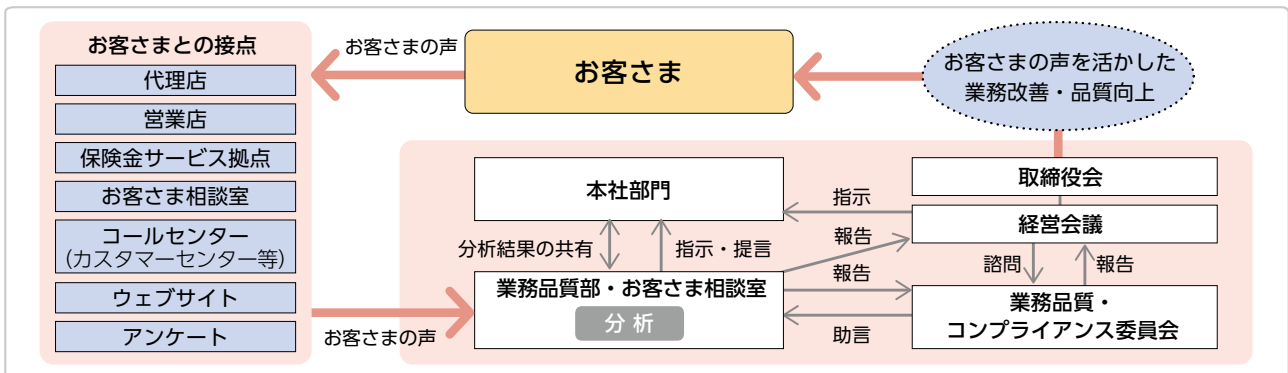 お客さまとの接点
代理店
営業店
保険金サービス拠点
お客さま相談室
コールセンター
(カスタマーセンター等)
ウェブサイト
アンケート
お客さまの声
お客さま
お客さまの声を活かした
業務改善・品質向上
お客さまの声
本社部門
分析結果の共有
指示・提言
業務品質部・お客さま相談室
分 析
指示
報告
報告
助言
取締役会
経営会議
諮問
報告
業務品質・
コンプライアンス委員会